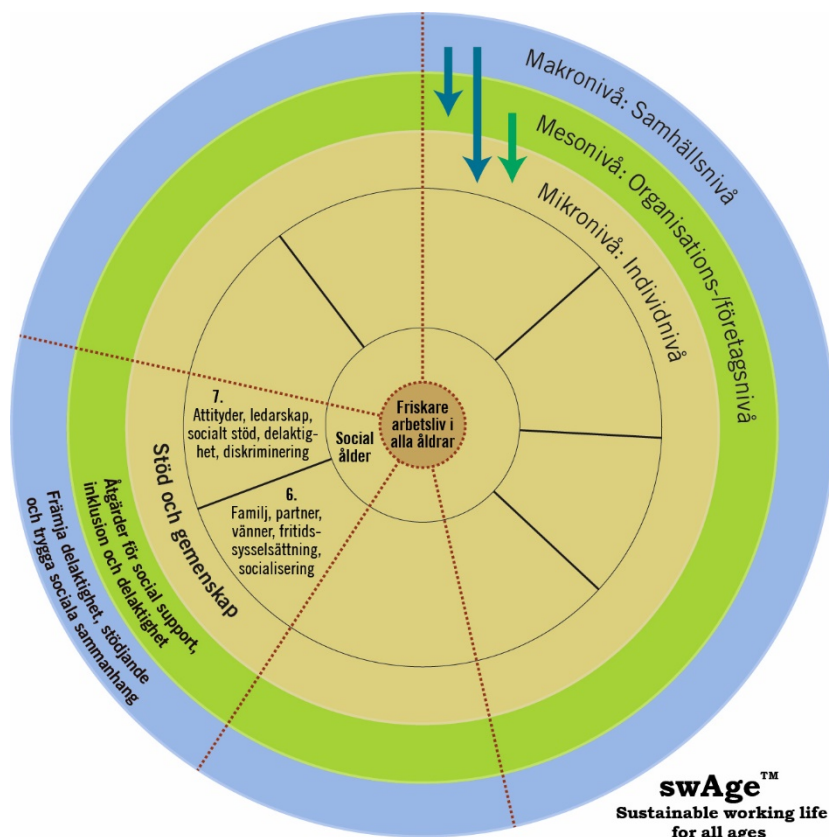 Makronivå: Samhällsnivå
Mesonivå: Organisations-/företagsnivå
Mikronivå: Individnivå
Friskare
arbetsliv i
alla åldrar
Social
ålder
7.
Attityder, ledarskap,
socialt stöd, delaktig-
het, diskriminering
6.
Familj, partner,
vänner, fritids-
sysselsättning,
socialisering
Stöd och gemenskap
Åtgärder för social support,
inklusion och delaktighet
Främja delaktighet, stödjande
och trygga sociala sammanhang
swAge™
Sustainable working life
for all ages